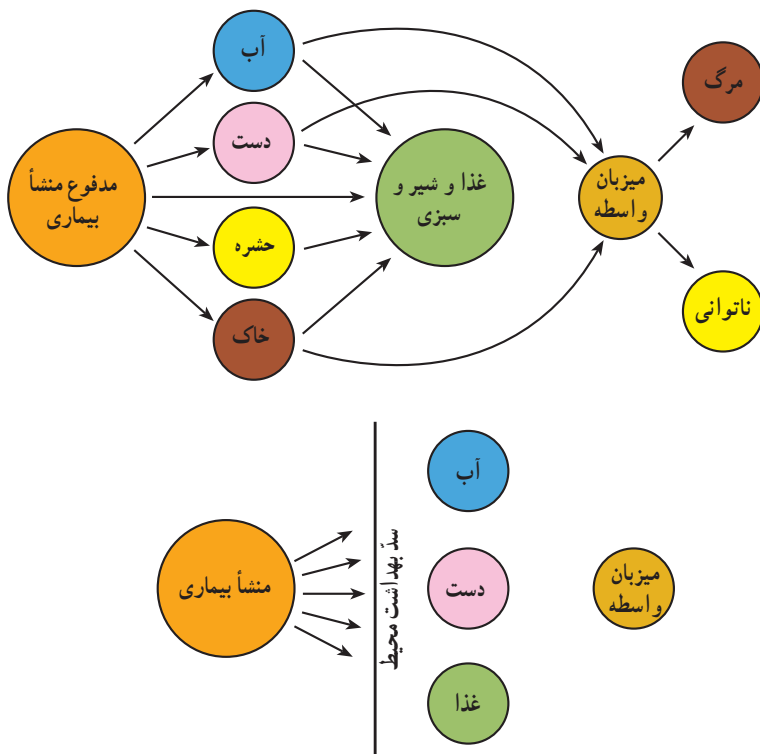 آب
مرگ
دست
مدفوع منشأ
بیماری
غذا و شیر و
سبزی
میزبان
واسطه
حشره
ناتوانی
خاک
آب
منشأ بیماری
سدّ بهداشت محیط
دست
میزبان
واسطه
غذا